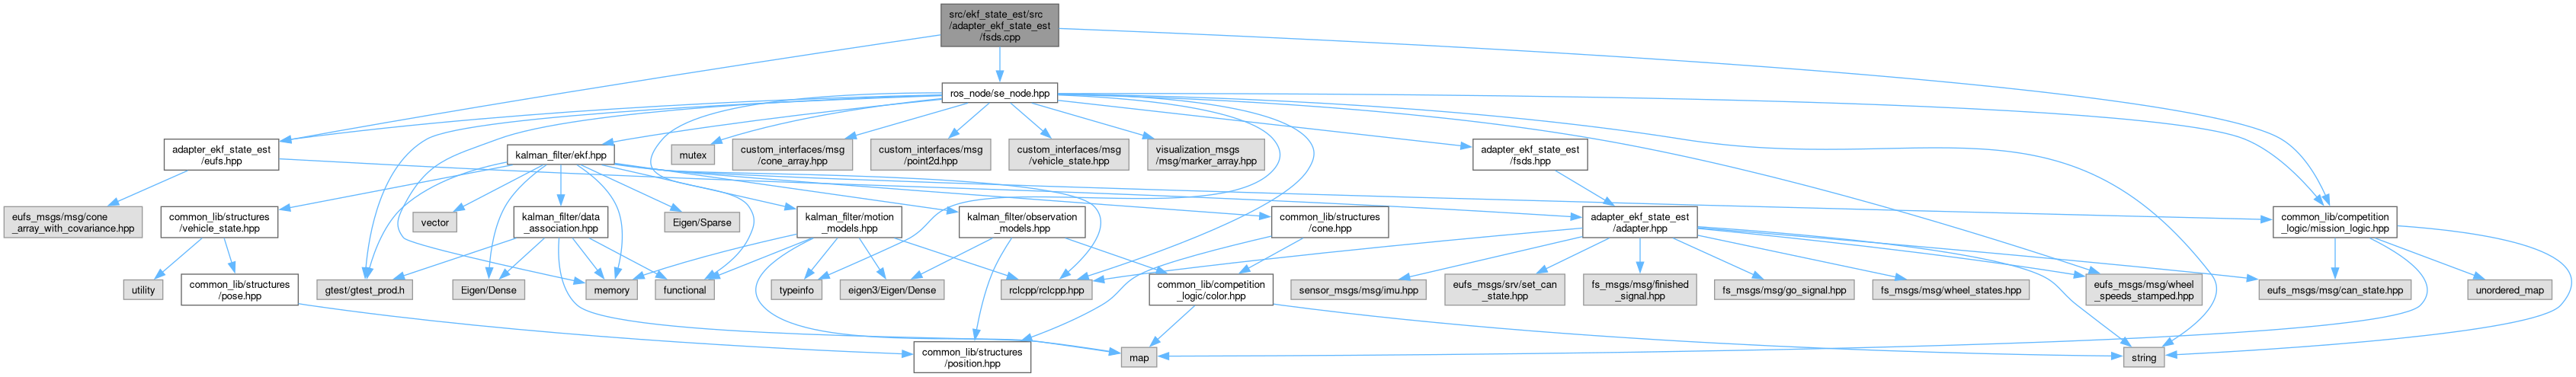 src/ekf_state_est/src
/adapter_ekf_state_est
/fsds.cpp
ros_node/se_node.hpp
adapter_ekf_state_est
/eufs.hpp
kalman_filter/ekf.hpp
mutex
custom_interfaces/msg
/cone_array.hpp
custom_interfaces/msg
/point2d.hpp
custom_interfaces/msg
/vehicle_state.hpp
visualization_msgs
/msg/marker_array.hpp
adapter_ekf_state_est
/fsds.hpp
eufs_msgs/msg/cone
_array_with_covariance.hpp
common_lib/structures
/vehicle_state.hpp
vector
kalman_filter/data
_association.hpp
Eigen/Sparse
kalman_filter/motion
_models.hpp
kalman_filter/observation
_models.hpp
common_lib/structures
/cone.hpp
adapter_ekf_state_est
/adapter.hpp
common_lib/competition
_logic/mission_logic.hpp
utility
common_lib/structures
/pose.hpp
gtest/gtest_prod.h
Eigen/Dense
memory
functional
typeinfo
eigen3/Eigen/Dense
rclcpp/rclcpp.hpp
common_lib/competition
_logic/color.hpp
sensor_msgs/msg/imu.hpp
eufs_msgs/srv/set_can
_state.hpp
fs_msgs/msg/finished
_signal.hpp
fs_msgs/msg/go_signal.hpp
fs_msgs/msg/wheel_states.hpp
eufs_msgs/msg/wheel
_speeds_stamped.hpp
eufs_msgs/msg/can_state.hpp
unordered_map
common_lib/structures
/position.hpp
map
string